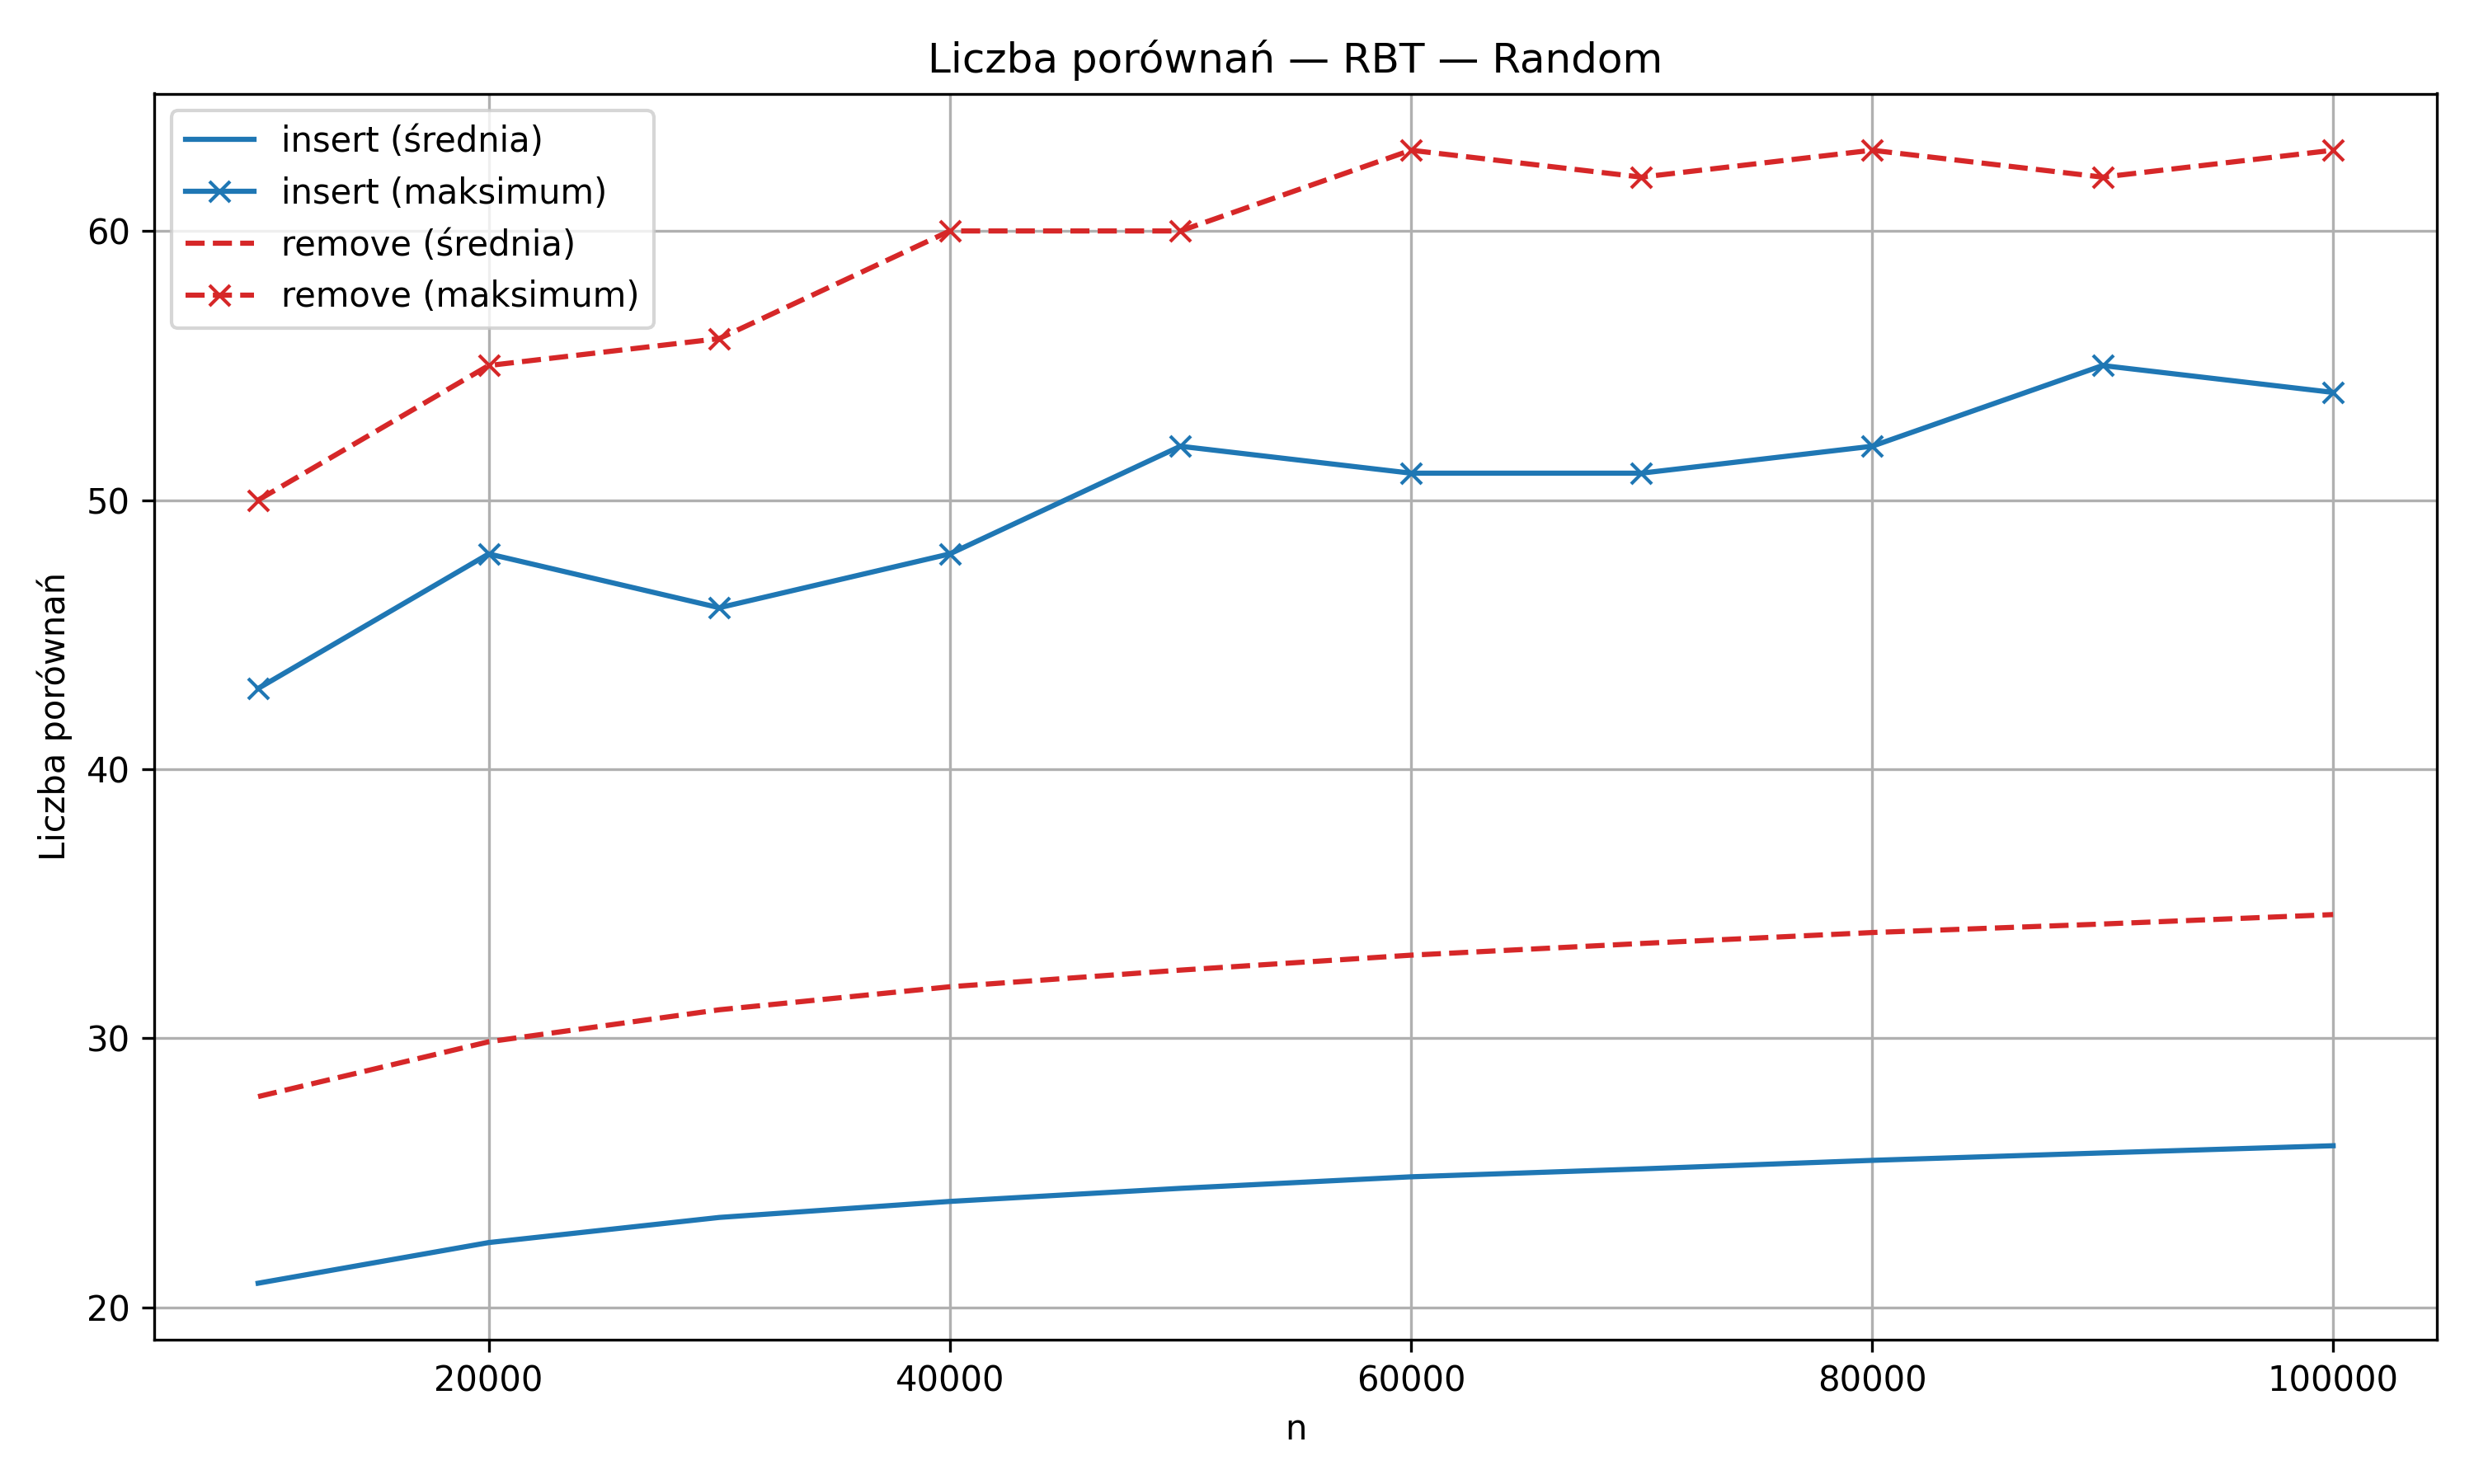 Liczba porównań — RBT — Random
insert (średnia)
insert (maksimum)
remove (średnia)
remove (maksimum)
Liczba porównań
60
50
40
30
20
20000
40000
60000
80000
100000
n